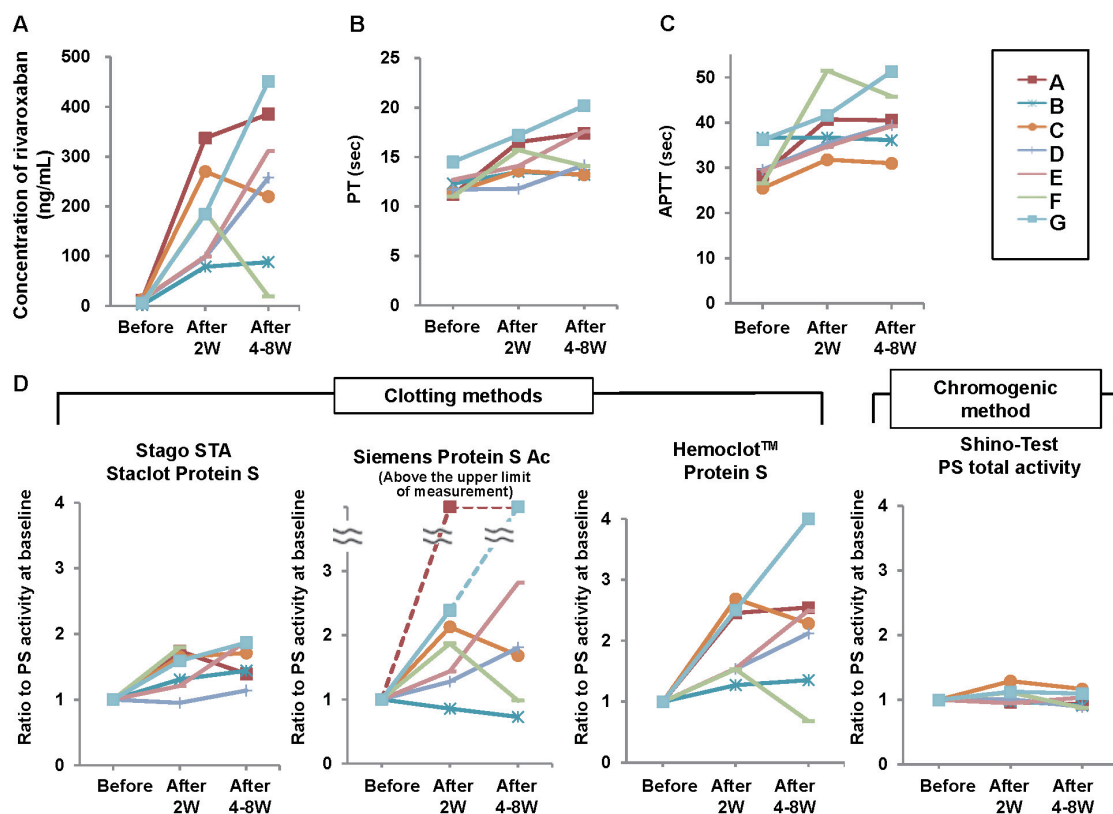 A
Concentration of rivaroxaban
(ng/mL)
500
400
300
200
100
0
Before
After
2W
After
4-8W
B
PT (sec)
25
20
15
10
5
0
Before
After
2W
After
4-8W
C
APTT (sec)
50
40
30
20
10
0
Before
After
2W
After
4-8W
A
B
C
D
E
F
G
D
Clotting methods
Chromogenic
method
Stago STA
Staclot Protein S
Ratio to PS activity at baseline
4
3
2
1
0
Before
After
2W
After
4-8W
Siemens Protein S Ac
(Above the upper limit
of measurement)
Ratio to PS activity at baseline
3
2
1
0
Before
After
2W
After
4-8W
Hemoclot™
Protein S
Ratio to PS activity at baseline
4
3
2
1
0
Before
After
2W
After
4-8W
Shino-Test
PS total activity
Ratio to PS activity at baseline
4
3
2
1
0
Before
After
2W
After
4-8W